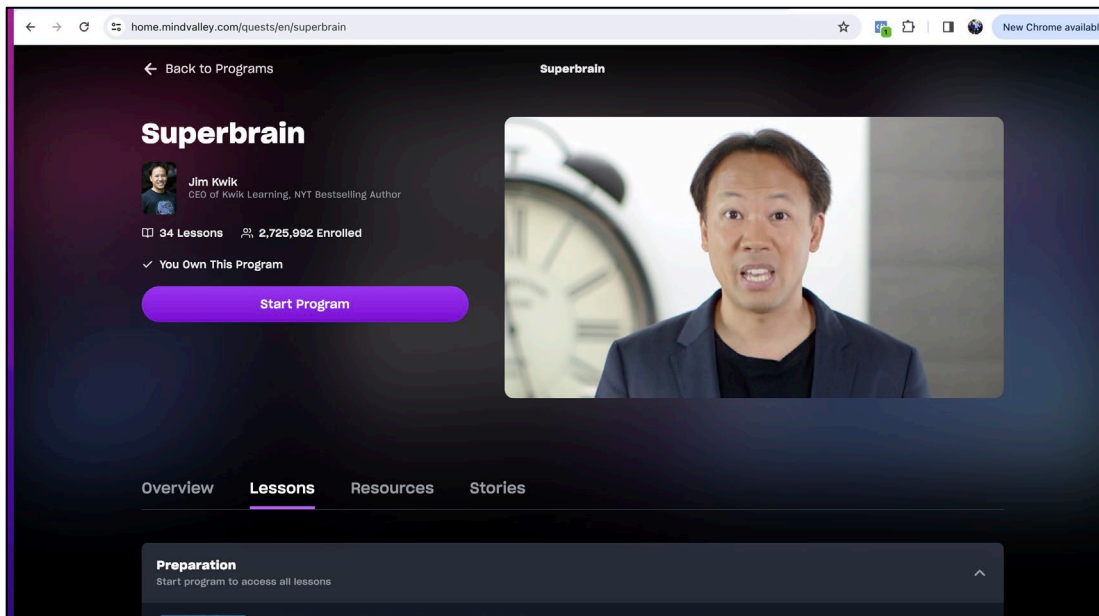 home.mindvalley.com/quests/en/superbrain
New Chrome availabl
1
Back to Programs
Superbrain
Superbrain
Jim Kwik
CEO of Kwik Learning, NYT Bestselling Author
34 Lessons 2,725,992 Enrolled
You Own This Program
Start Program
Overview Lessons Resources Stories
Preparation
Start program to access all lessons